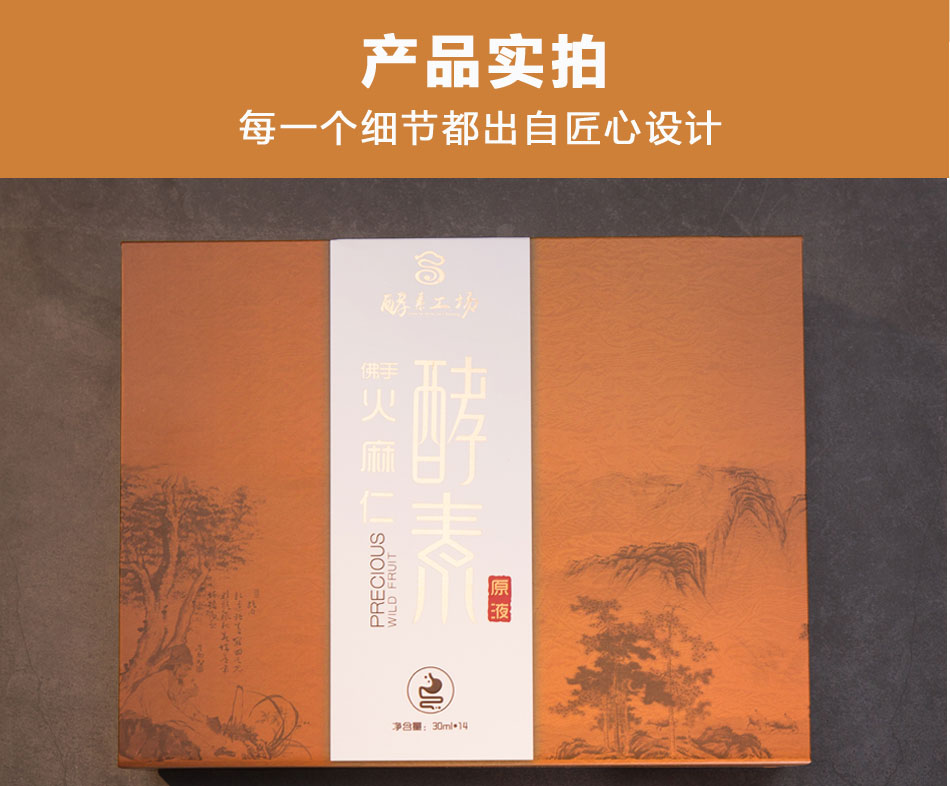 产品实拍
每一个细节都出自匠心设计
酵素工坊
佛手
火麻仁
酵素
PRECIOUS
WILD FRUIT
原液
净含量：30ml*14